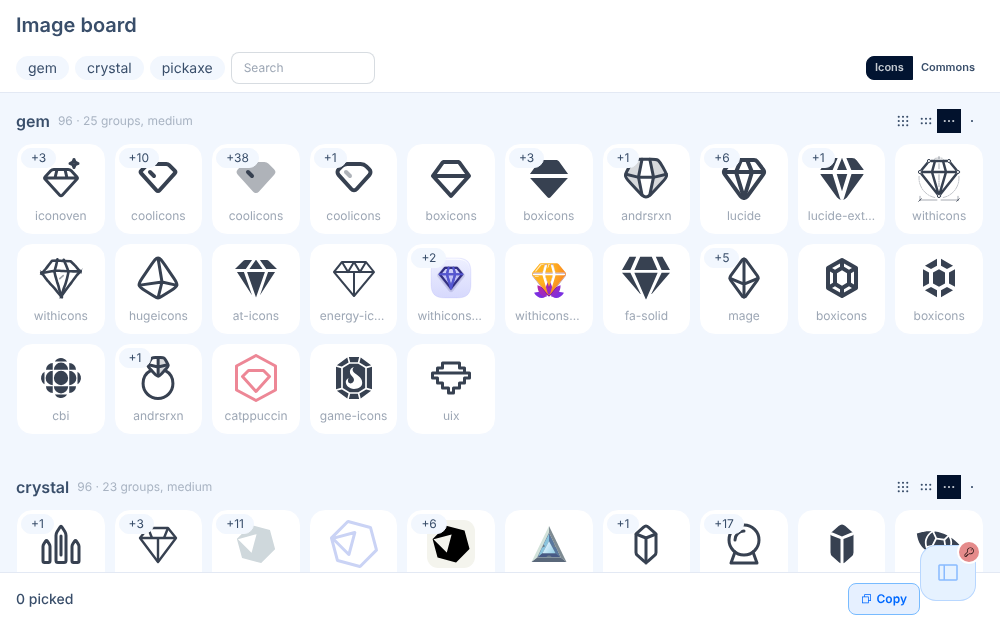 Image board
gem crystal pickaxe Search Icons Commons
gem 96 · 25 groups, medium
+3 +10 +38 +1 +3 +1 +6 +1
iconoven coolicons coolicons coolicons boxicons boxicons andrsrxn lucide lucide-ext... withicons
+2 +5
withicons hugeicons at-icons energy-ic... withicons... withicons... fa-solid mage boxicons boxicons
+1
cbi andrsrxn catppuccin game-icons uix
crystal 96 · 23 groups, medium
+1 +3 +11 +6 +1 +17
0 picked Copy